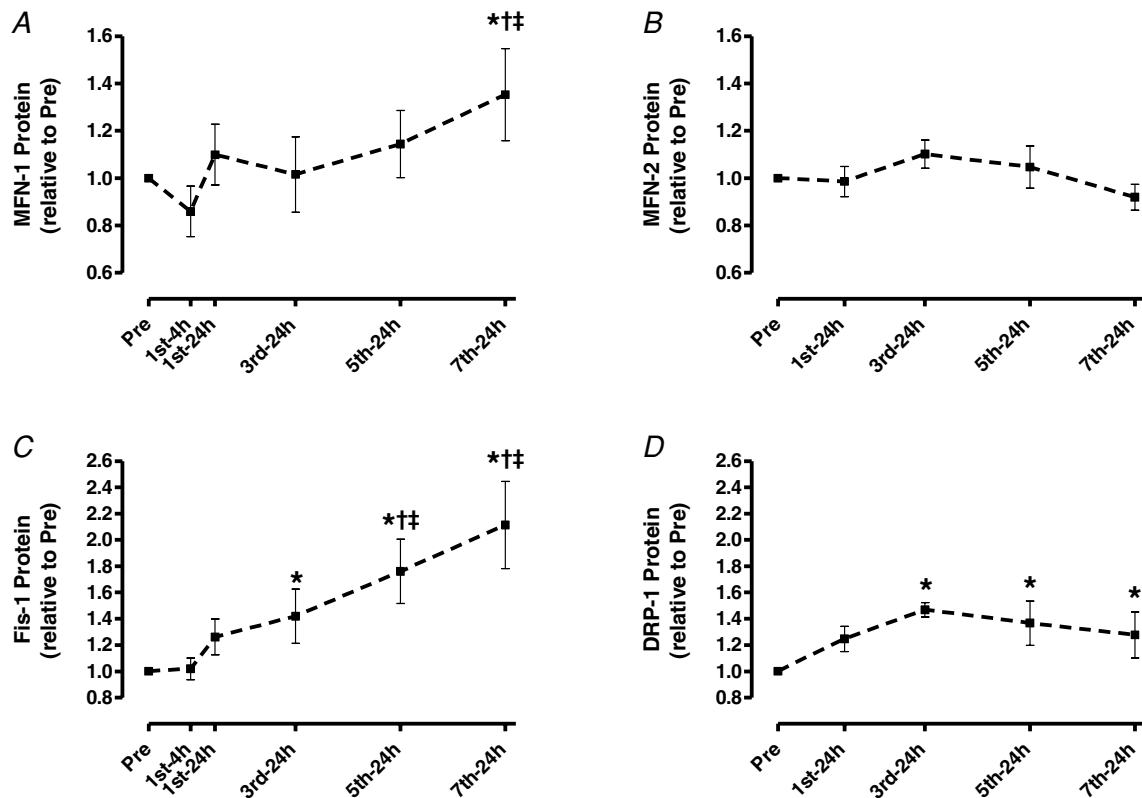 A
MFN-1 Protein
(relative to Pre)
1.6
1.4
1.2
1.0
0.8
0.6
*†‡
Pre
1st-4h
1st-24h
3rd-24h
5th-24h
7th-24h
B
MFN-2 Protein
(relative to Pre)
1.6
1.4
1.2
1.0
0.8
0.6
Pre
1st-24h
3rd-24h
5th-24h
7th-24h
C
Fis-1 Protein
(relative to Pre)
2.6
2.4
2.2
2.0
1.8
1.6
1.4
1.2
1.0
0.8
*
*†‡
*†‡
Pre
1st-4h
1st-24h
3rd-24h
5th-24h
7th-24h
D
DRP-1 Protein
(relative to Pre)
2.6
2.4
2.2
2.0
1.8
1.6
1.4
1.2
1.0
0.8
*
*
*
Pre
1st-24h
3rd-24h
5th-24h
7th-24h